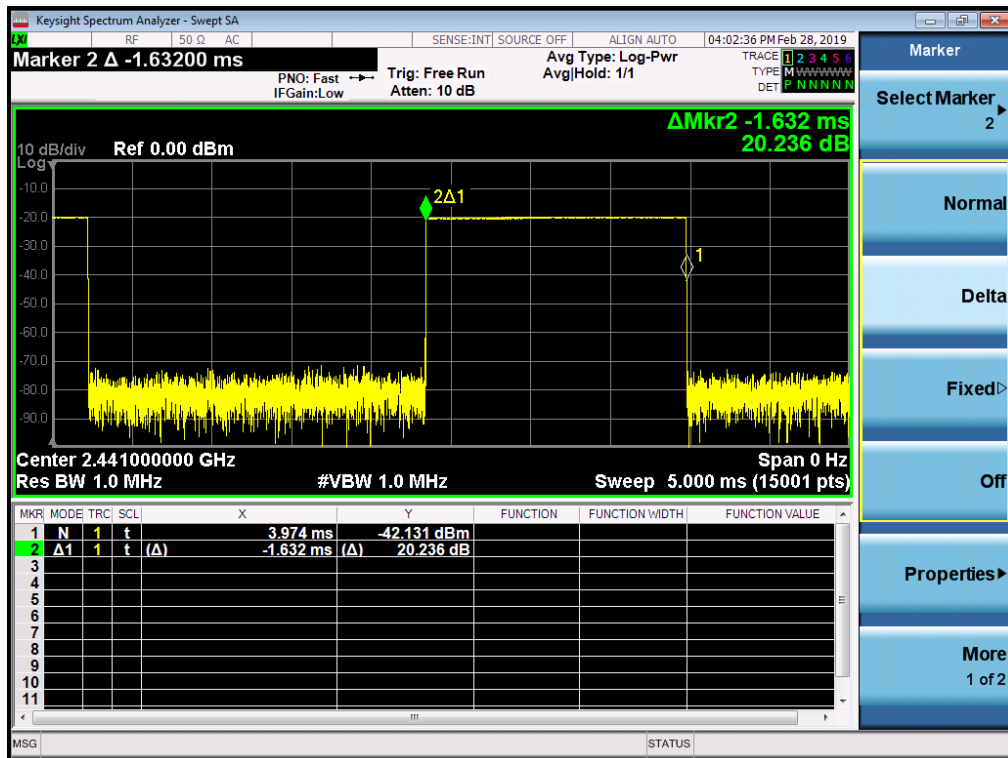 Keysight Spectrum Analyzer - Swept SA
LXI RF 50 Ω AC SENSE:INT SOURCE OFF ALIGN AUTO 04:02:36 PM Feb 28, 2019
Marker 2 Δ -1.63200 ms
PNO: Fast
IFGain:Low
Trig: Free Run
Atten: 10 dB
Avg Type: Log-Pwr
Avg|Hold: 1/1
TRACE 1 2 3 4 5 6
TYPE M WWWWW
DET P N N N N N
ΔMkr2 -1.632 ms
20.236 dB
10 dB/div Ref 0.00 dBm
Log
-10.0
-20.0
-30.0
-40.0
-50.0
-60.0
-70.0
-80.0
-90.0
2Δ1
1
Center 2.441000000 GHz Span 0 Hz
Res BW 1.0 MHz #VBW 1.0 MHz Sweep 5.000 ms (15001 pts)
MKR MODE TRC SCL X Y FUNCTION FUNCTION WIDTH FUNCTION VALUE
1 N 1 t 3.974 ms -42.131 dBm
2 Δ1 1 t (Δ) -1.632 ms (Δ) 20.236 dB
3
4
5
6
7
8
9
10
11
MSG STATUS
Marker
Select Marker
2
Normal
Delta
Fixed
Off
Properties
More
1 of 2